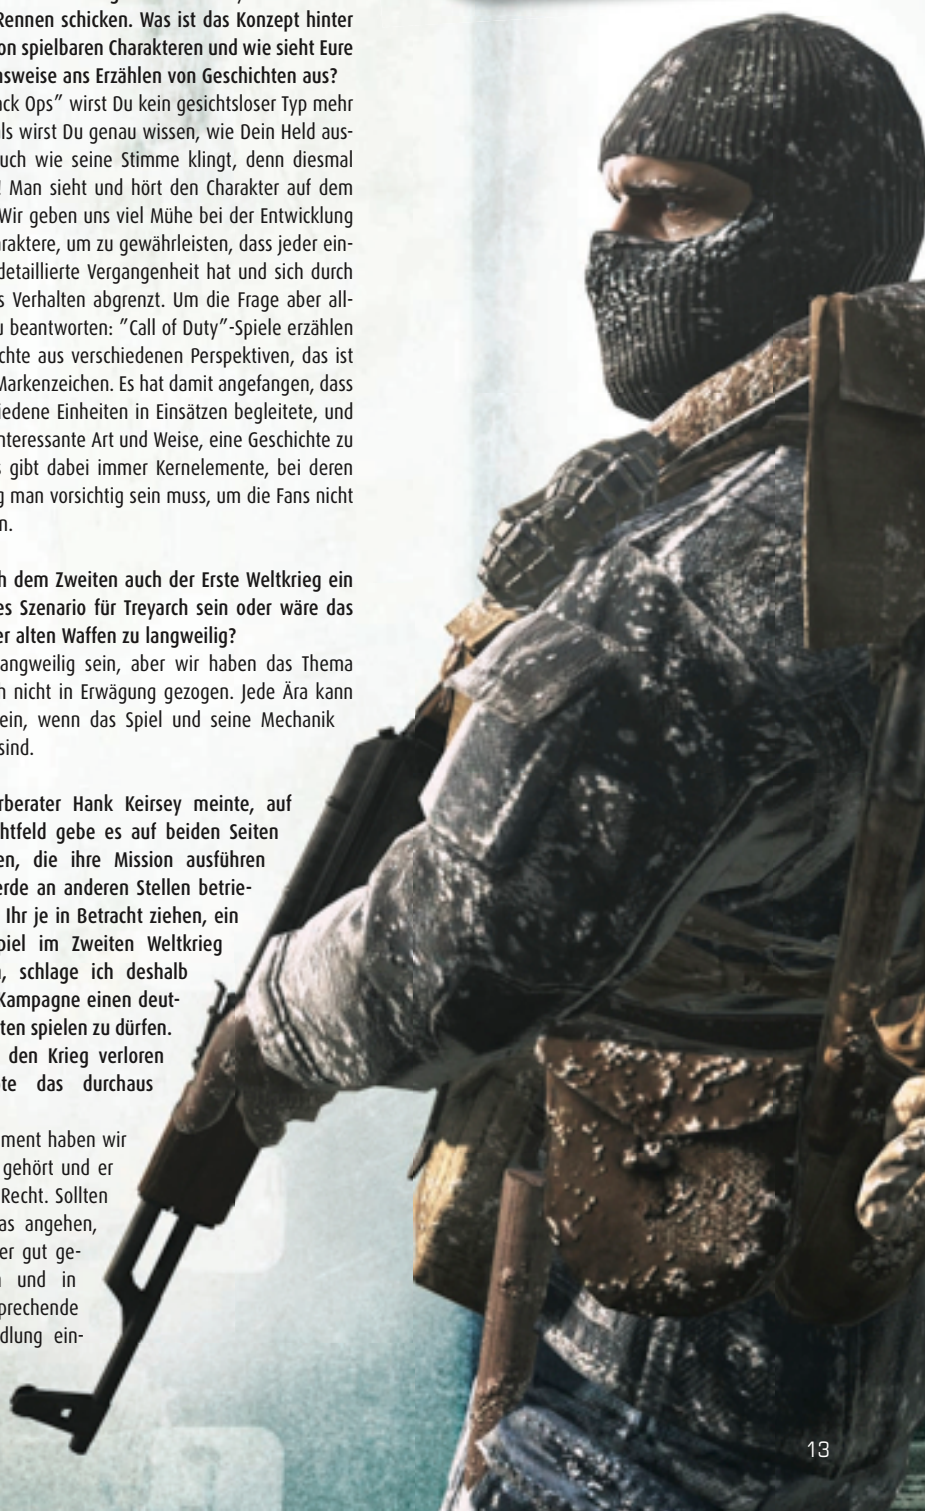 Rennen schicken. Was ist das Konzept hinter
on spielbaren Charakteren und wie sieht Eure
nsweise ans Erzählen von Geschichten aus?
ack Ops” wirst Du kein gesichtsloser Typ mehr
als wirst Du genau wissen, wie Dein Held aus-
uch wie seine Stimme klingt, denn diesmal
! Man sieht und hört den Charakter auf dem
Wir geben uns viel Mühe bei der Entwicklung
araktere, um zu gewährleisten, dass jeder ein-
detaillierte Vergangenheit hat und sich durch
s Verhalten abgrenzt. Um die Frage aber all-
u beantworten: ”Call of Duty”-Spiele erzählen
chte aus verschiedenen Perspektiven, das ist
Markenzeichen. Es hat damit angefangen, dass
iedene Einheiten in Einsätzen begleitete, und
nteressante Art und Weise, eine Geschichte zu
s gibt dabei immer Kernelemente, bei deren
g man vorsichtig sein muss, um die Fans nicht
n.
h dem Zweiten auch der Erste Weltkrieg ein
es Szenario für Treyarch sein oder wäre das
er alten Waffen zu langweilig?
angweilig sein, aber wir haben das Thema
h nicht in Erwägung gezogen. Jede Ära kann
ein, wenn das Spiel und seine Mechanik
sind.
rberater Hank Keirsey meinte, auf
chtfeld gebe es auf beiden Seiten
en, die ihre Mission ausführen
erde an anderen Stellen betrie-
Ihr je in Betracht ziehen, ein
piel im Zweiten Weltkrieg
n, schlage ich deshalb
Kampagne einen deut-
ten spielen zu dürfen.
den Krieg verloren
te das durchaus
ment haben wir
gehört und er
Recht. Sollten
as angehen,
er gut ge-
n und in
prechende
dlung ein-
13